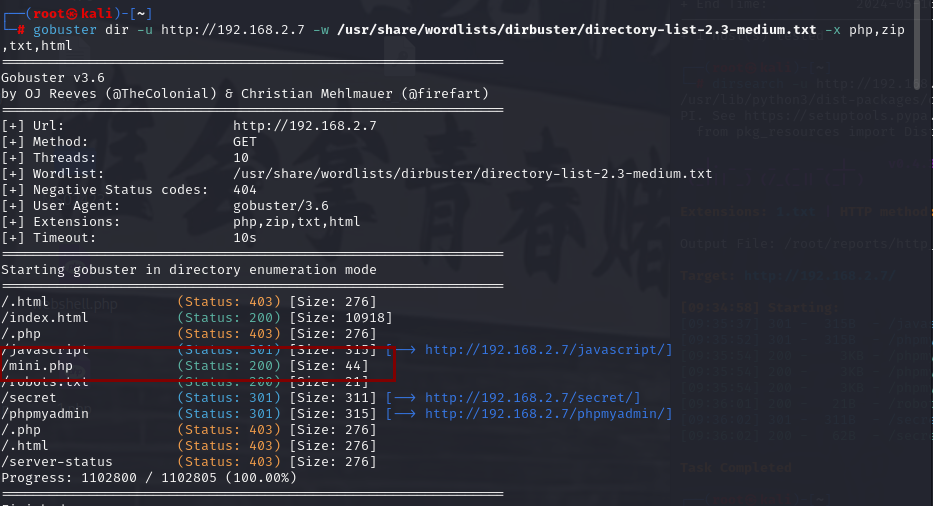 ┌──(root㉿kali)-[~]
└─# gobuster dir -u http://192.168.2.7 -w /usr/share/wordlists/dirbuster/directory-list-2.3-medium.txt -x php,zip
,txt,html
===============================================================
Gobuster v3.6
by OJ Reeves (@TheColonial) & Christian Mehlmauer (@firefart)
===============================================================
[+] Url:                     http://192.168.2.7
[+] Method:                  GET
[+] Threads:                 10
[+] Wordlist:                /usr/share/wordlists/dirbuster/directory-list-2.3-medium.txt
[+] Negative Status codes:   404
[+] User Agent:              gobuster/3.6
[+] Extensions:              php,zip,txt,html
[+] Timeout:                 10s
===============================================================
Starting gobuster in directory enumeration mode
===============================================================
/.html                (Status: 403) [Size: 276]
/index.html           (Status: 200) [Size: 10918]
/.php                 (Status: 403) [Size: 276]
/javascript           (Status: 301) [Size: 315] [--> http://192.168.2.7/javascript/]
/mini.php             (Status: 200) [Size: 44]
/robots.txt           (Status: 200) [Size: 21]
/secret               (Status: 301) [Size: 311] [--> http://192.168.2.7/secret/]
/phpmyadmin           (Status: 301) [Size: 315] [--> http://192.168.2.7/phpmyadmin/]
/.php                 (Status: 403) [Size: 276]
/.html                (Status: 403) [Size: 276]
/server-status        (Status: 403) [Size: 276]
Progress: 1102800 / 1102805 (100.00%)
===============================================================